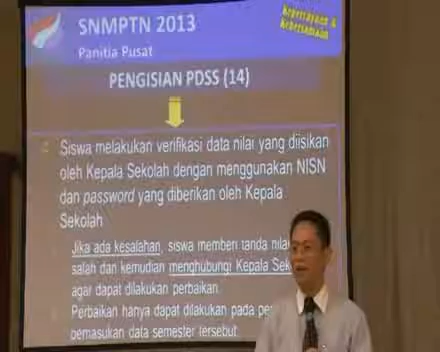 SNMPTN 2013
Panitia Pusat
Kepercayaan &
Kebersamaan
PENGISIAN PDSS (14)
Siswa melakukan verifikasi data nilai yang diisikan
oleh Kepala Sekolah dengan menggunakan NISN
dan password yang diberikan oleh Kepala
Sekolah
Jika ada kesalahan, siswa memberi tanda
salah dan kemudian menghubungi Kepala
agar dapat dilakukan perbaikan.
Perbaikan hanya dapat dilakukan pada
pemasukan data semester tersebut.